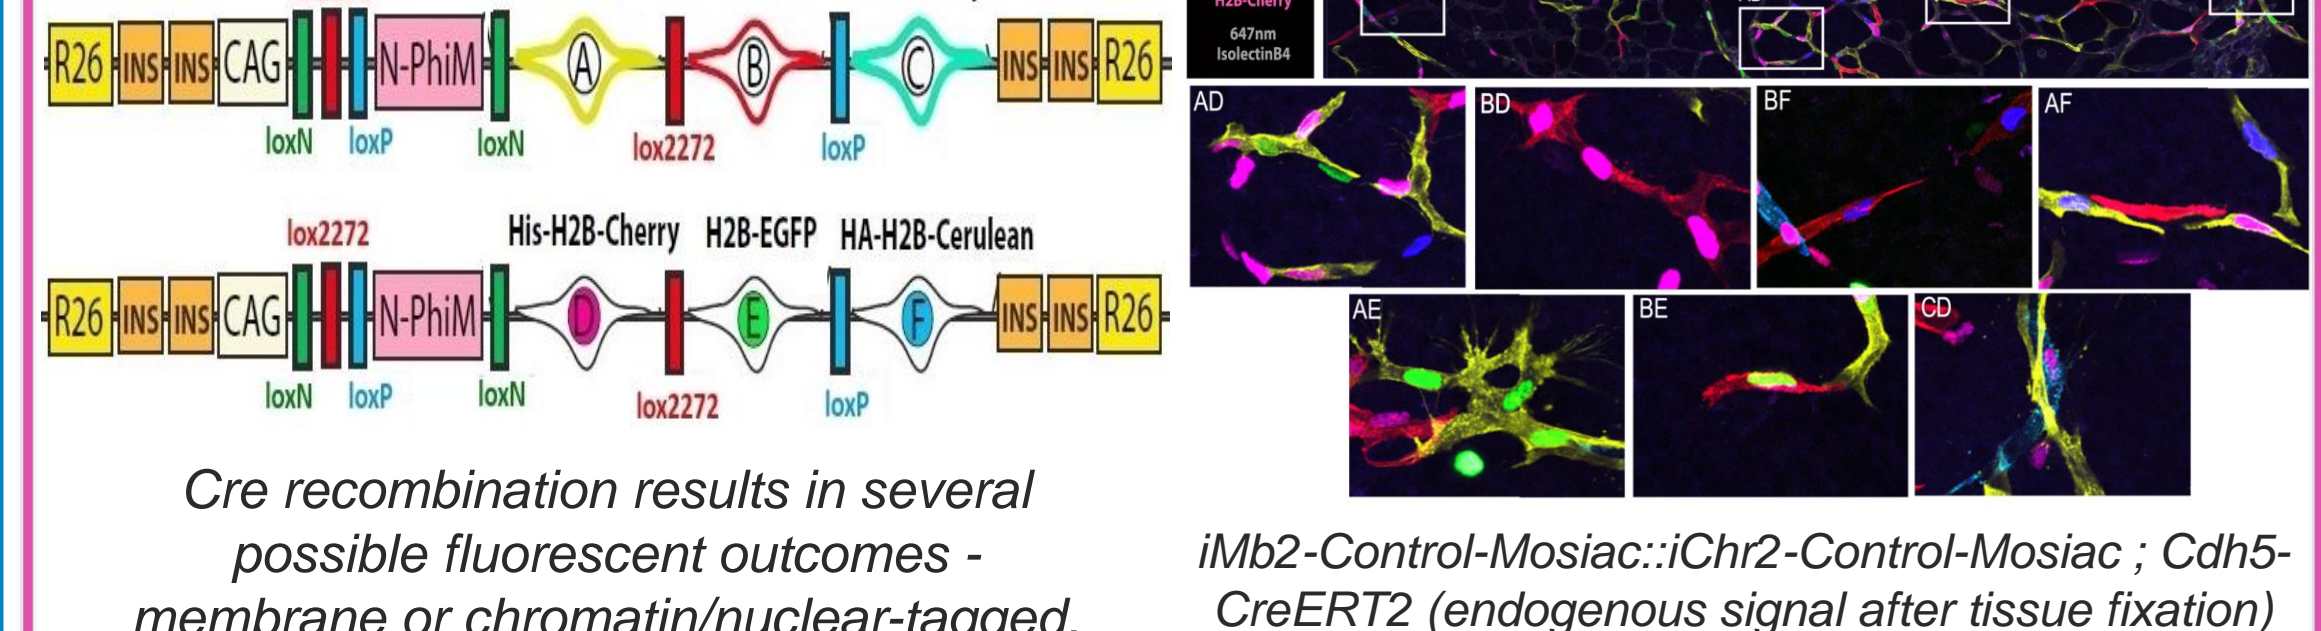 R26 INS INS CAG N-PhiM A B C INS INS R26
loxN loxP loxN lox2272 loxP
lox2272 His-H2B-Cherry H2B-EGFP HA-H2B-Cerulean
R26 INS INS CAG N-PhiM D E F INS INS R26
loxN loxP loxN lox2272 loxP
Cre recombination results in several
possible fluorescent outcomes -
membrane or chromatin/nuclear-tagged.
H2B-Cherry
647nm
IsolectinB4
AD BD BF AF
AE BE CD
iMb2-Control-Mosiac::iChr2-Control-Mosiac ; Cdh5-
CreERT2 (endogenous signal after tissue fixation)